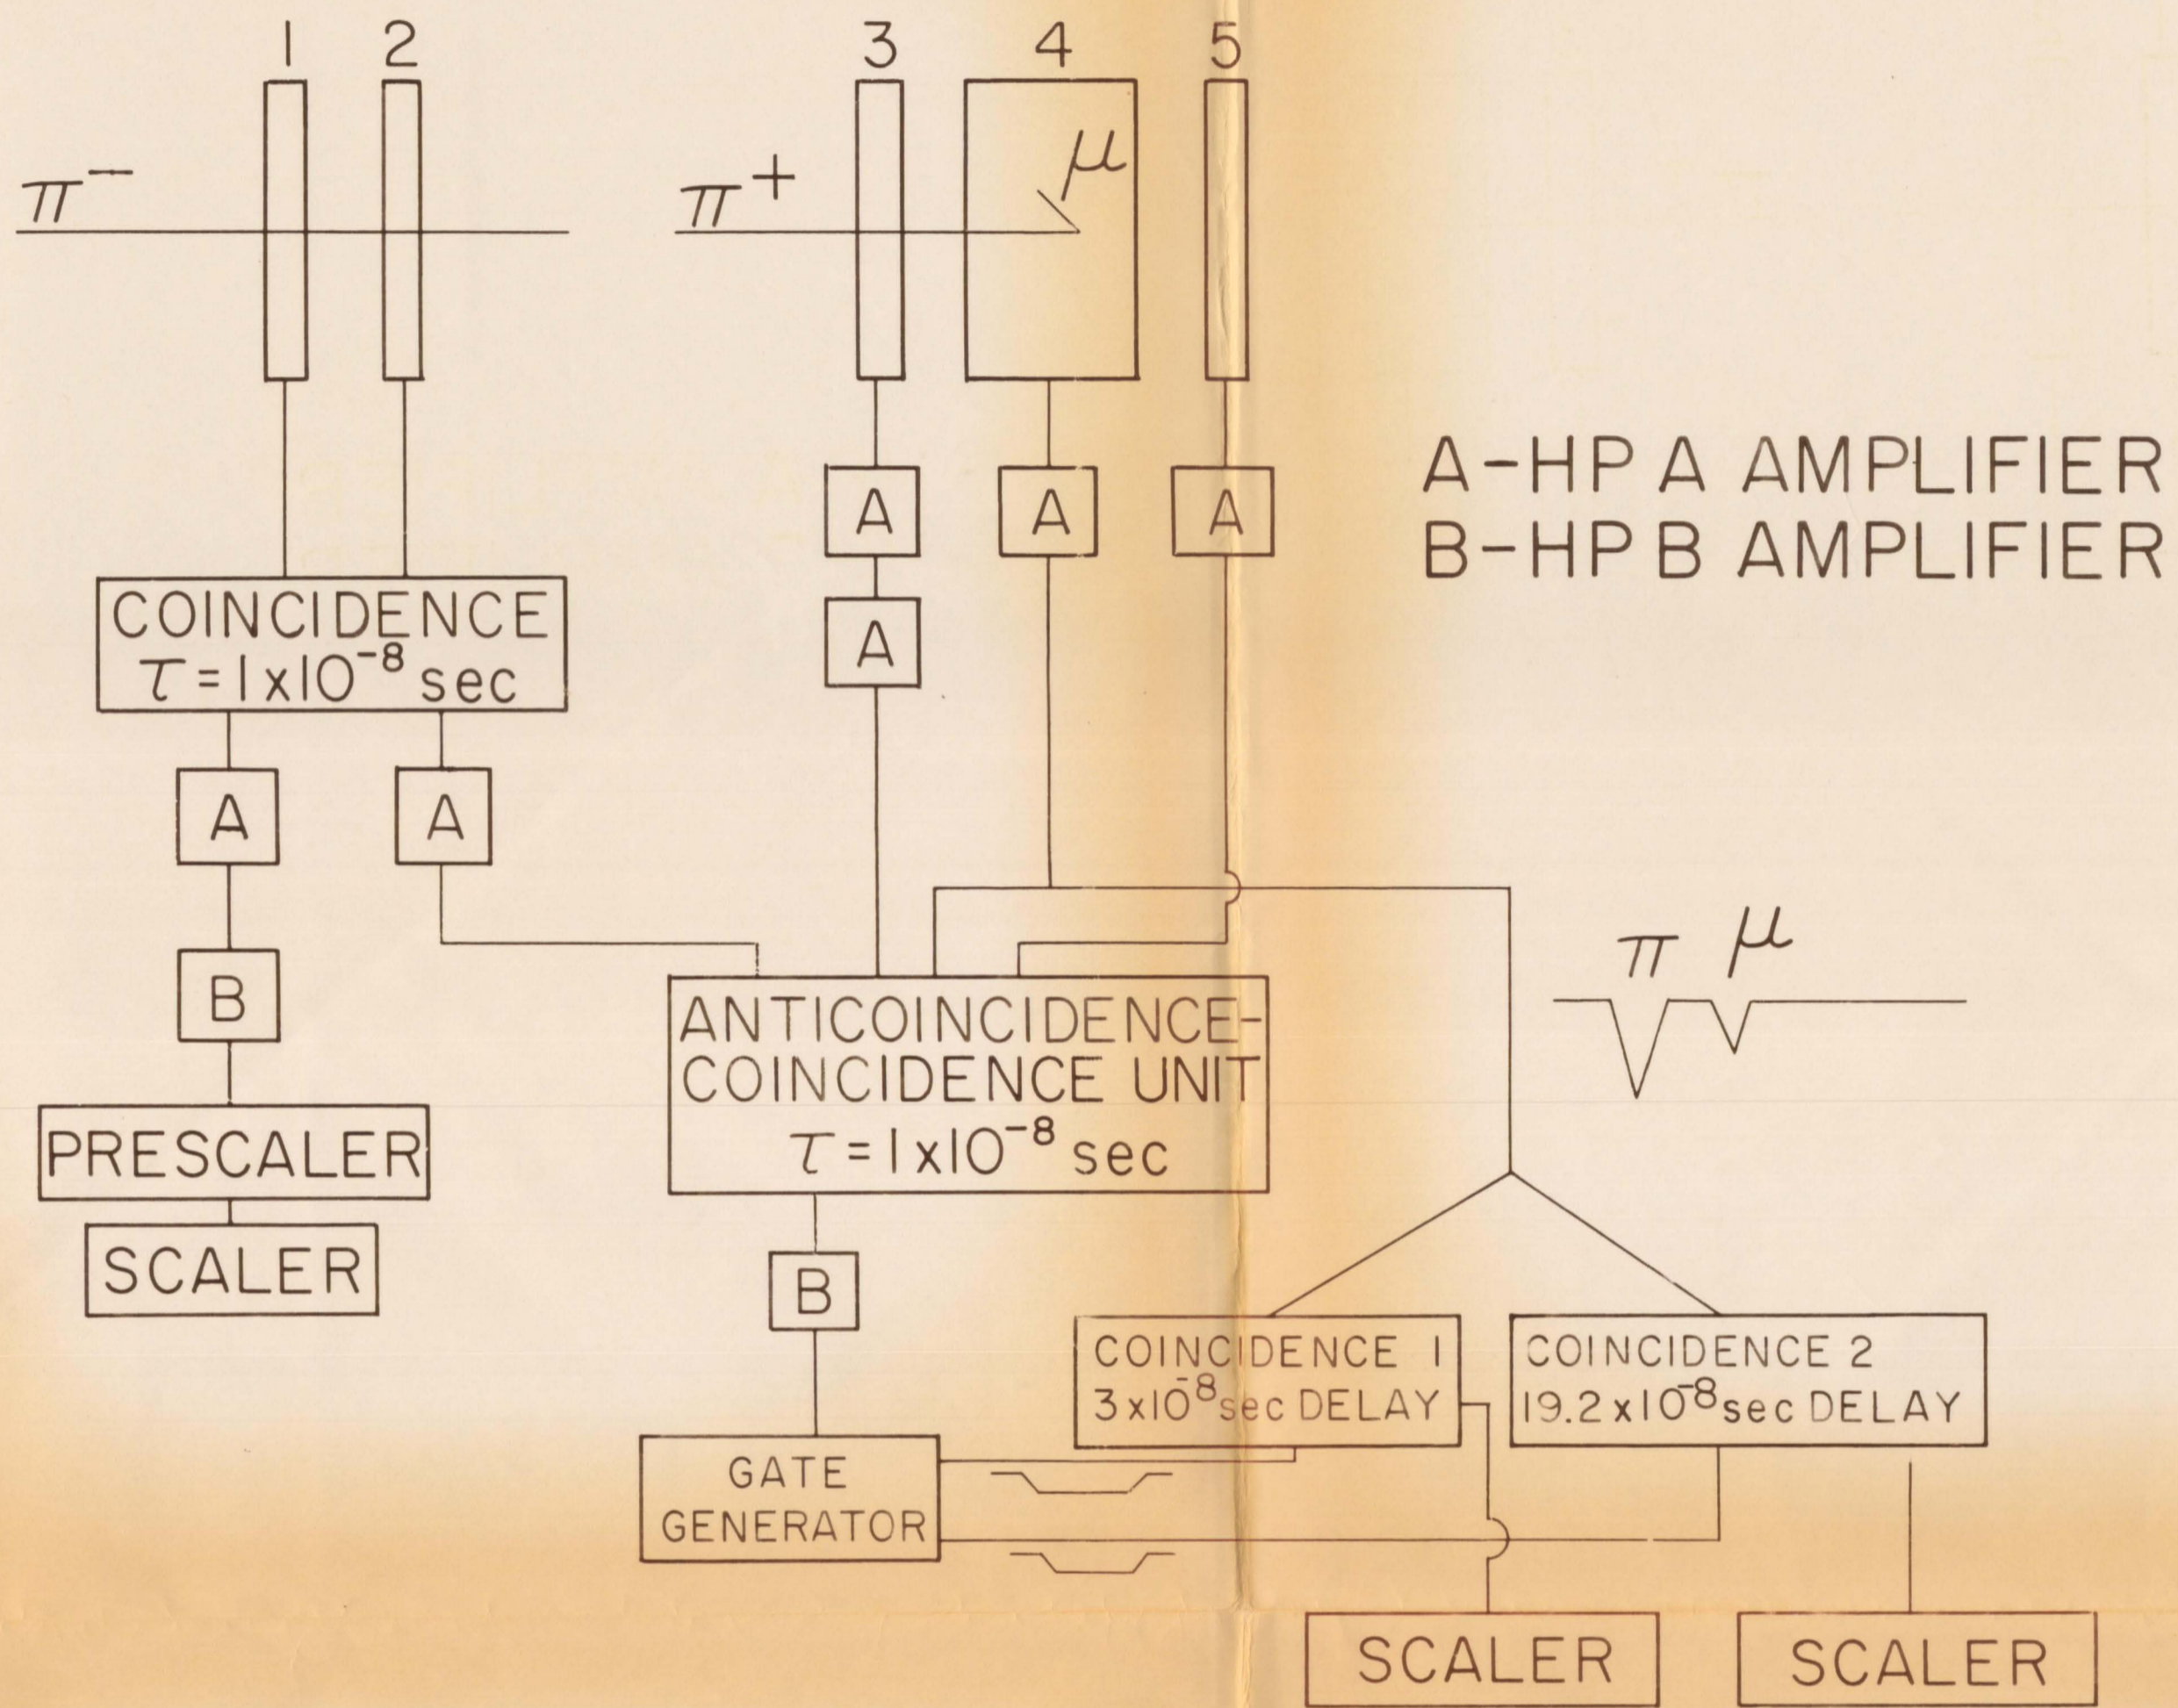 1 2 3 4 5
π⁻ π⁺ μ
A A A
A-HP A AMPLIFIER
B-HP B AMPLIFIER
COINCIDENCE
τ=1x10⁻⁸ sec
A
A A
B
π μ
ANTICOINCIDENCE-
COINCIDENCE UNIT
τ=1x10⁻⁸ sec
PRESCALER
SCALER
B
COINCIDENCE 1
3x10⁻⁸sec DELAY
COINCIDENCE 2
19.2x10⁻⁸sec DELAY
GATE
GENERATOR
SCALER SCALER